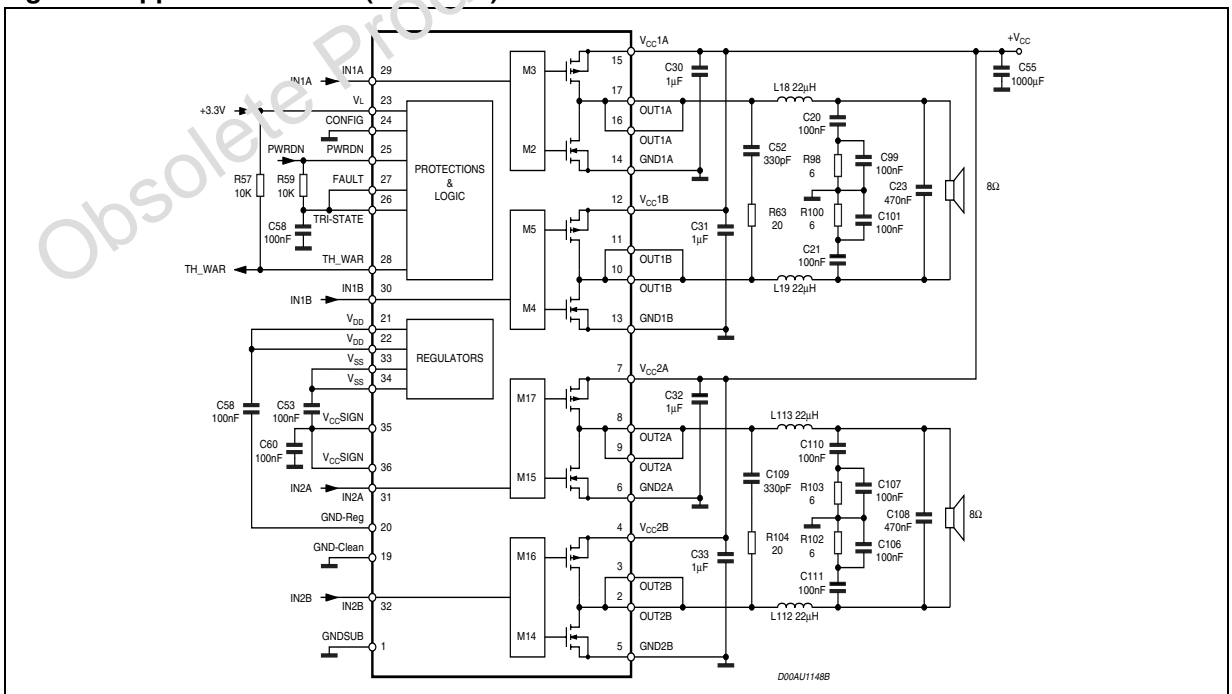 Obsolete Produ
IN1A
IN1A
29
+3.3V
VL
23
CONFIG
24
PWRDN
PWRDN
25
R57
10K
R59
10K
FAULT
27
26
TRI-STATE
C58
100nF
TH_WAR
TH_WAR
28
IN1B
IN1B
30
VDD
21
VDD
22
VSS
33
VSS
34
C58
100nF
C53
100nF
VCCSIGN
35
C60
100nF
VCCSIGN
36
IN2A
IN2A
31
GND-Reg
20
GND-Clean
19
IN2B
IN2B
32
GNDSUB
1
PROTECTIONS
&
LOGIC
REGULATORS
M3
M2
M5
M4
M17
M15
M16
M14
15
VCC1A
17
OUT1A
16
OUT1A
14
GND1A
12
VCC1B
11
OUT1B
10
OUT1B
13
GND1B
7
VCC2A
8
OUT2A
9
OUT2A
6
GND2A
4
VCC2B
3
OUT2B
2
OUT2B
5
GND2B
C30
1µF
C31
1µF
C32
1µF
C33
1µF
+VCC
C55
1000µF
L18 22µH
C20
100nF
C52
330pF
R98
6
C99
100nF
C23
470nF
8Ω
R63
20
R100
6
C101
100nF
C21
100nF
L19 22µH
L113 22µH
C110
100nF
C109
330pF
R103
6
C107
100nF
C108
470nF
8Ω
R104
20
R102
6
C106
100nF
C111
100nF
L112 22µH
D00AU1148B